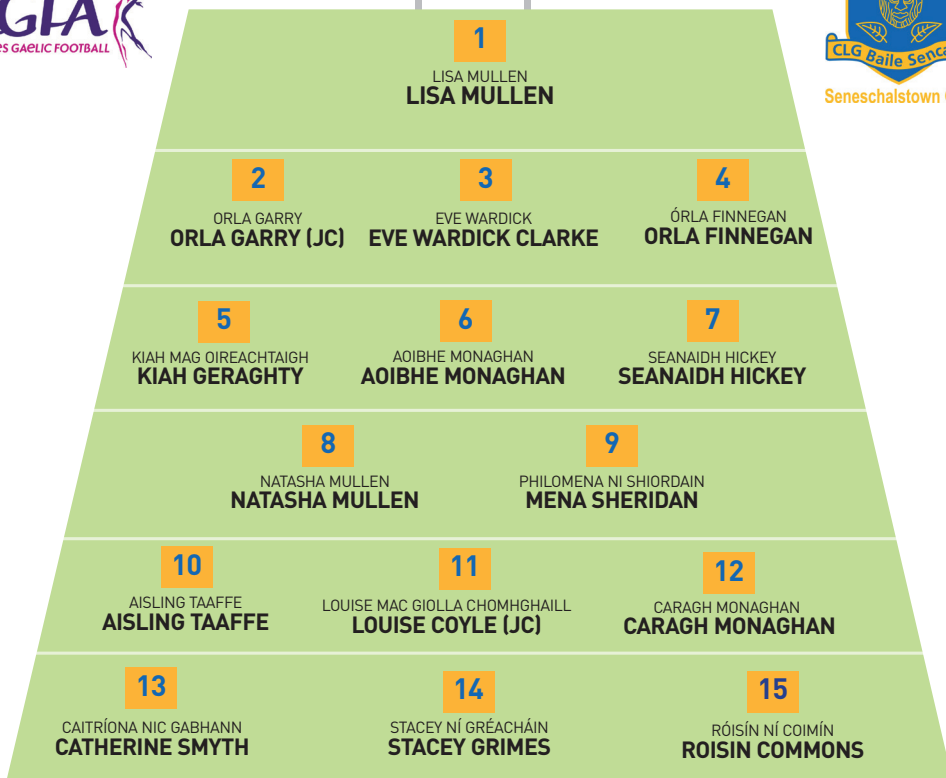 ES GAELIC FOOTBALL
CLG Baile Senca
Seneschalstown
1
LISA MULLEN
LISA MULLEN
2
ORLA GARRY
ORLA GARRY (JC)
3
EVE WARDICK
EVE WARDICK CLARKE
4
ÓRLA FINNEGAN
ORLA FINNEGAN
5
KIAH MAG OIREACHTAIGH
KIAH GERAGHTY
6
AOIBHE MONAGHAN
AOIBHE MONAGHAN
7
SEANAIDH HICKEY
SEANAIDH HICKEY
8
NATASHA MULLEN
NATASHA MULLEN
9
PHILOMENA NI SHIORDAIN
MENA SHERIDAN
10
AISLING TAAFFE
AISLING TAAFFE
11
LOUISE MAC GIOLLA CHOMHGHAILL
LOUISE COYLE (JC)
12
CARAGH MONAGHAN
CARAGH MONAGHAN
13
CAITRÍONA NIC GABHANN
CATHERINE SMYTH
14
STACEY NÍ GRÉACHÁIN
STACEY GRIMES
15
RÓISÍN NÍ COIMÍN
ROISIN COMMONS